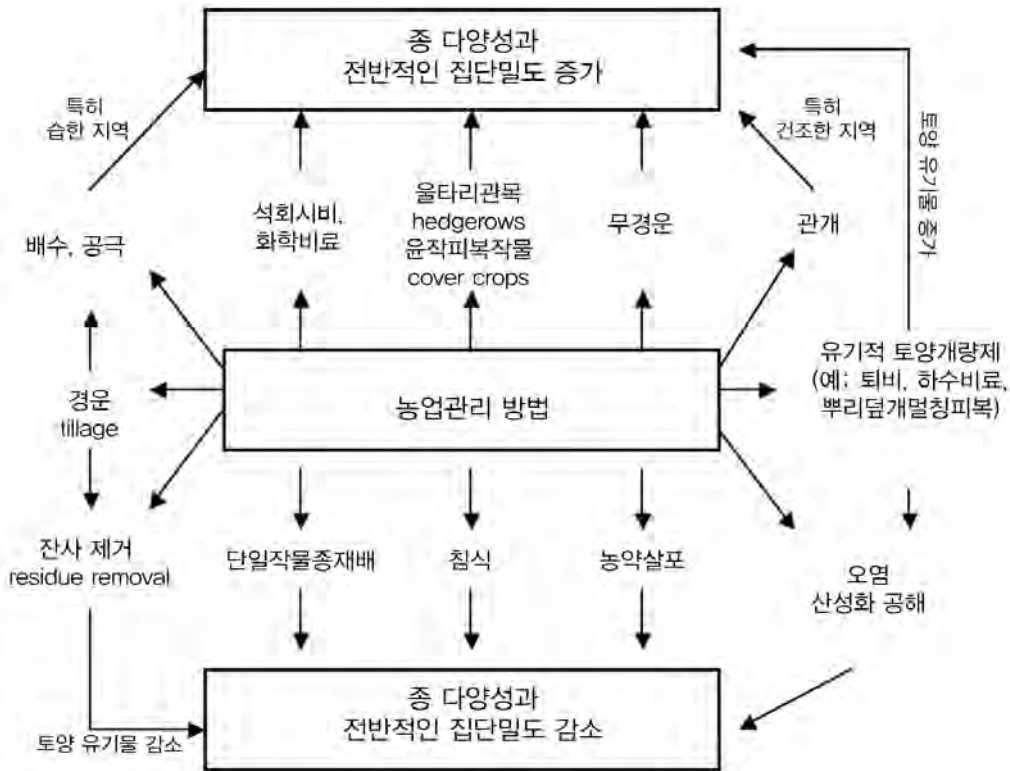 종 다양성과
전반적인 집단밀도 증가
특히
습한 지역
특히
건조한 지역
토양 유기물 증가
배수, 공극
석회시비,
화학비료
울타리관목
hedgerows
윤작피복작물
cover crops
무경운
관개
경운
tillage
농업관리 방법
유기적 토양개량제
(예: 퇴비, 하수비료,
뿌리덮개멀칭피복)
잔사 제거
residue removal
단일작물종재배
침식
농약살포
오염
산성화 공해
종 다양성과
전반적인 집단밀도 감소
토양 유기물 감소